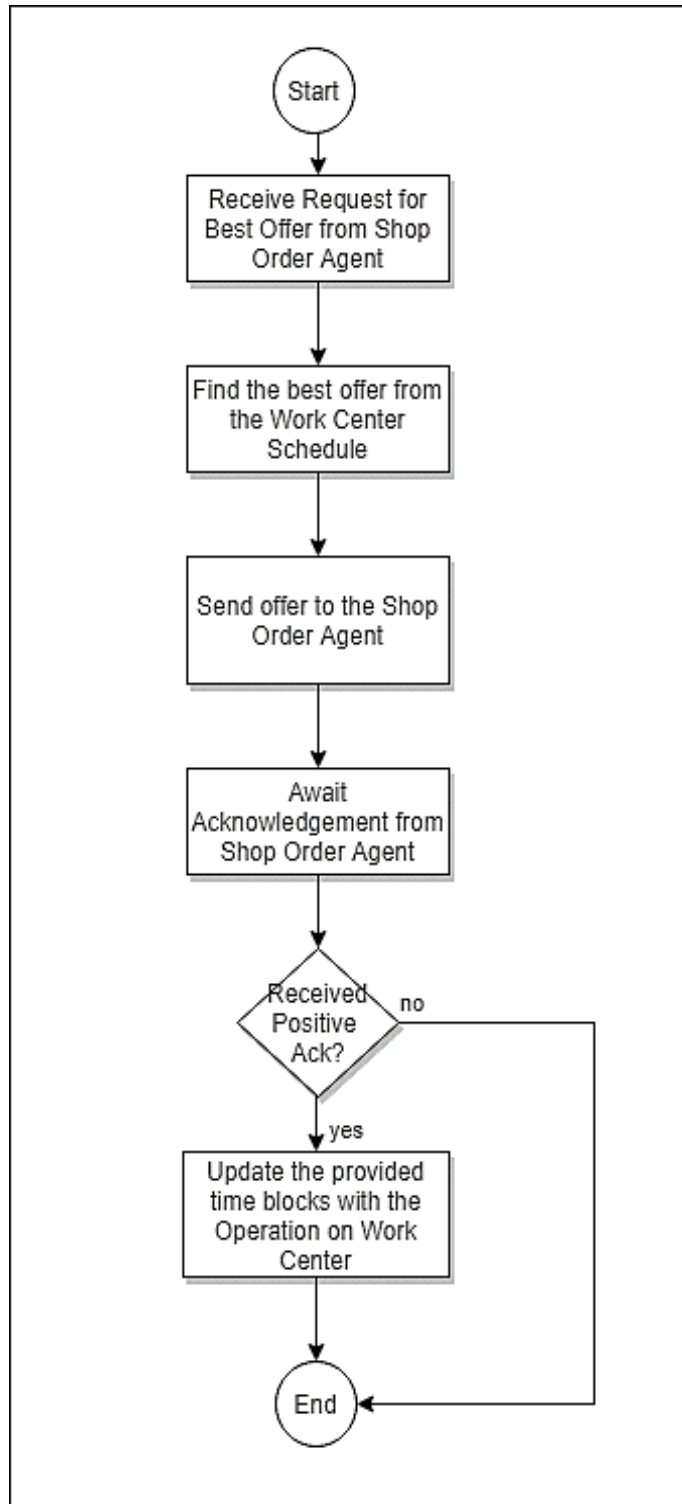 Start
Receive Request for
Best Offer from Shop
Order Agent
Find the best offer from
the Work Center
Schedule
Send offer to the Shop
Order Agent
Await
Acknowledgement from
Shop Order Agent
Received
Positive
Ack?
no
yes
Update the provided
time blocks with the
Operation on Work
Center
End